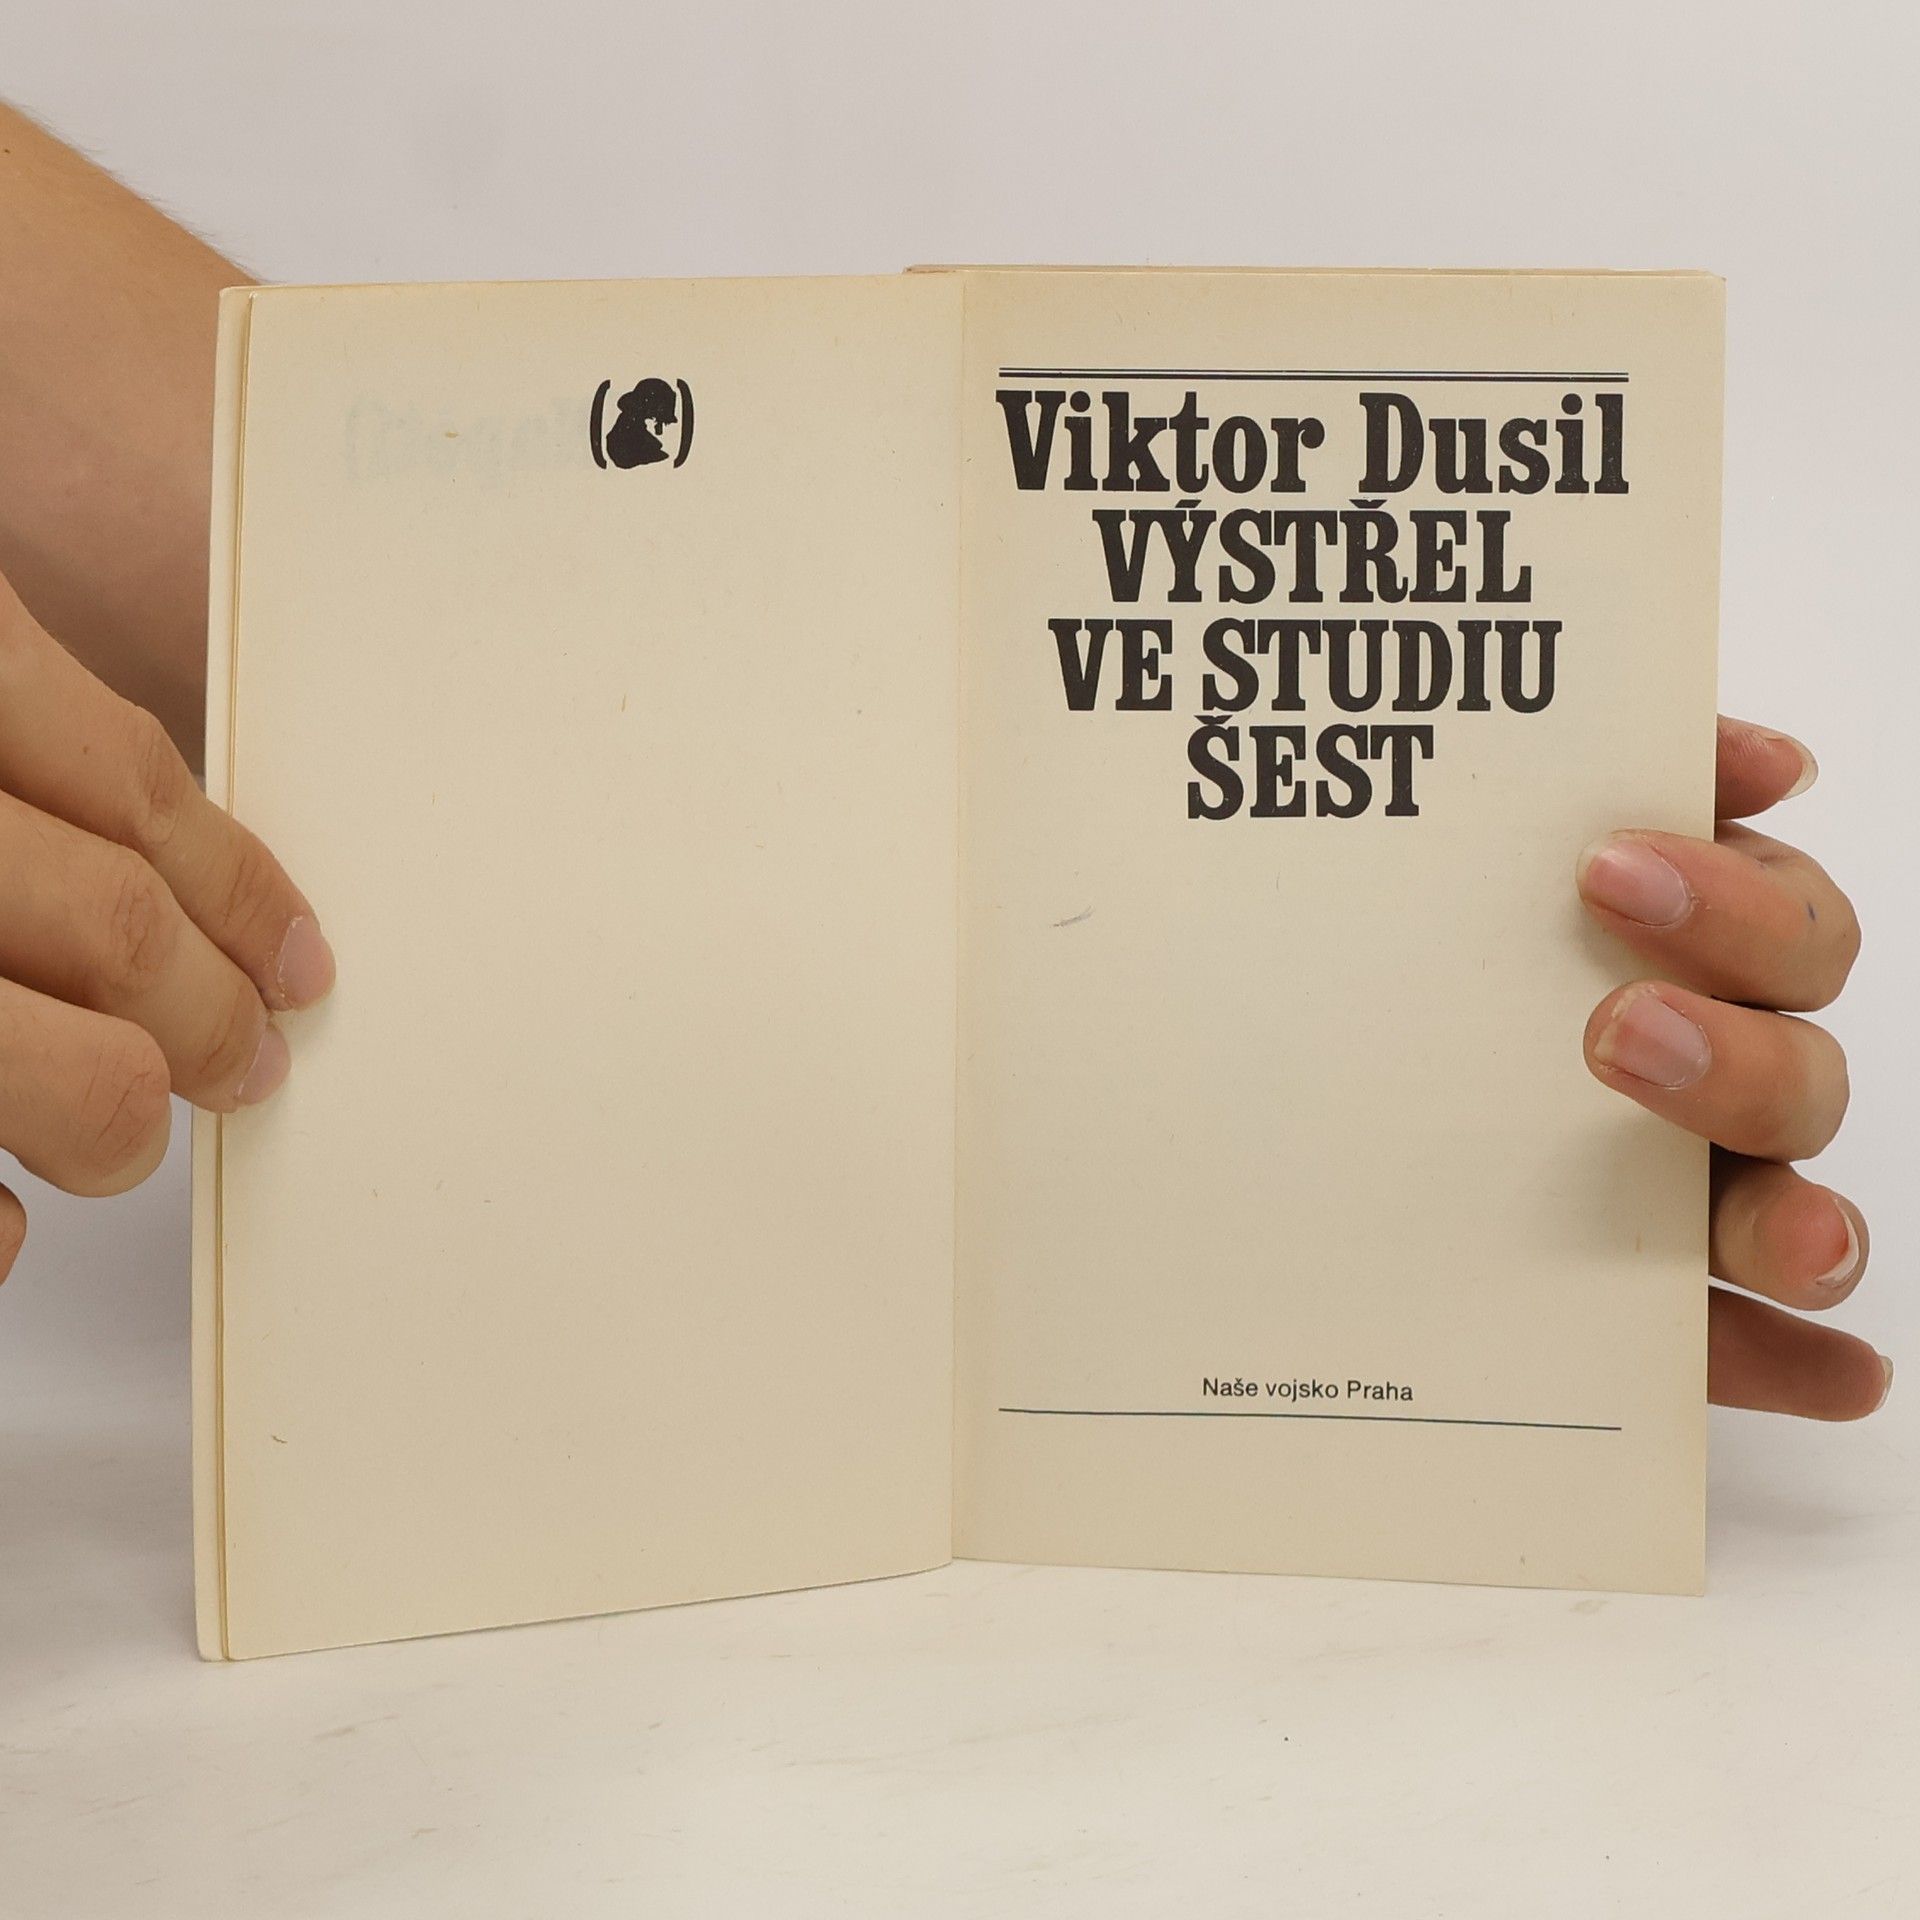 Viktor Dusil
VÝSTŘEL
VE STUDIU
ŠEST
Naše vojsko Praha